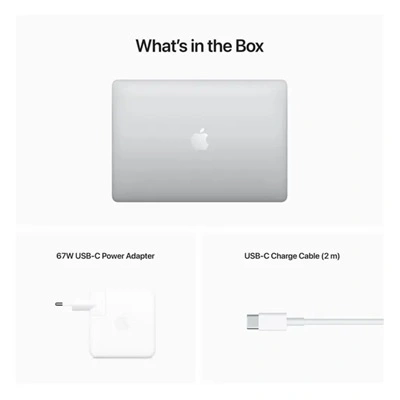 What's in the Box
67W USB-C Power Adapter
USB-C Charge Cable (2 m)